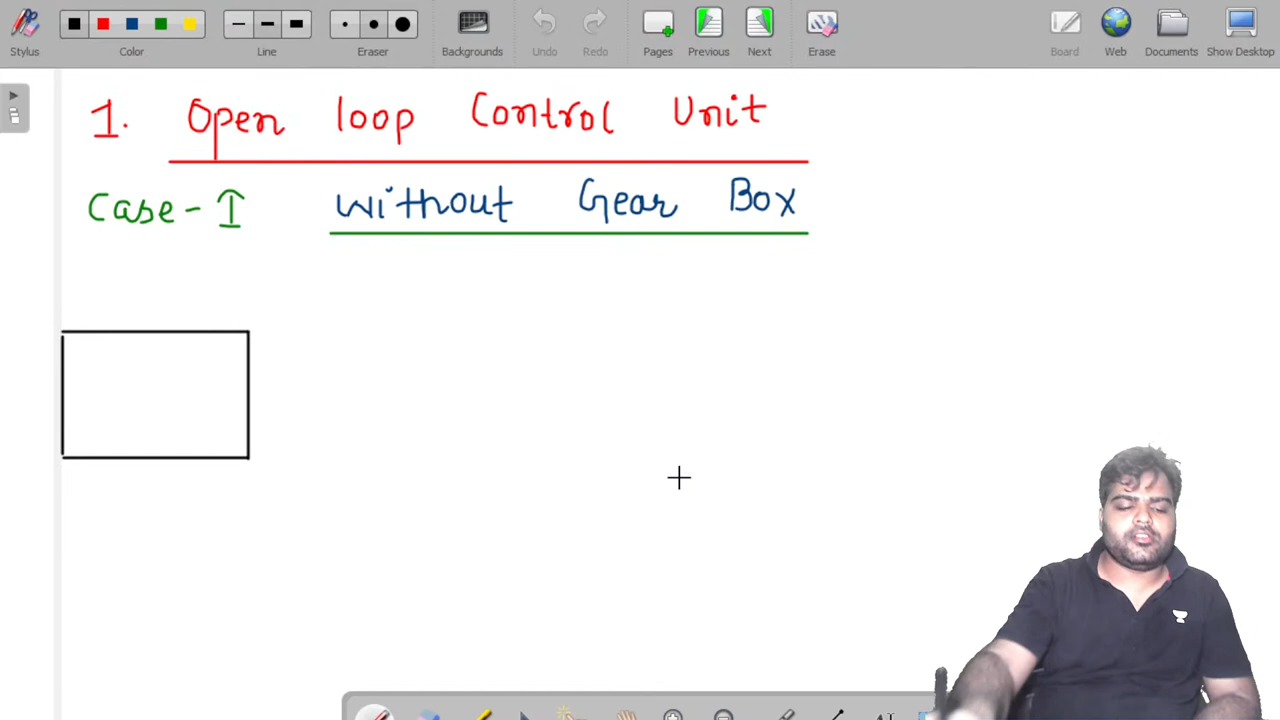 Stylus
Color
Line
Eraser
Backgrounds
Undo
Redo
Pages
Previous
Next
Erase
Board
Web
Documents
Show Desktop
1. Open loop Control Unit
Case-I without Gear Box